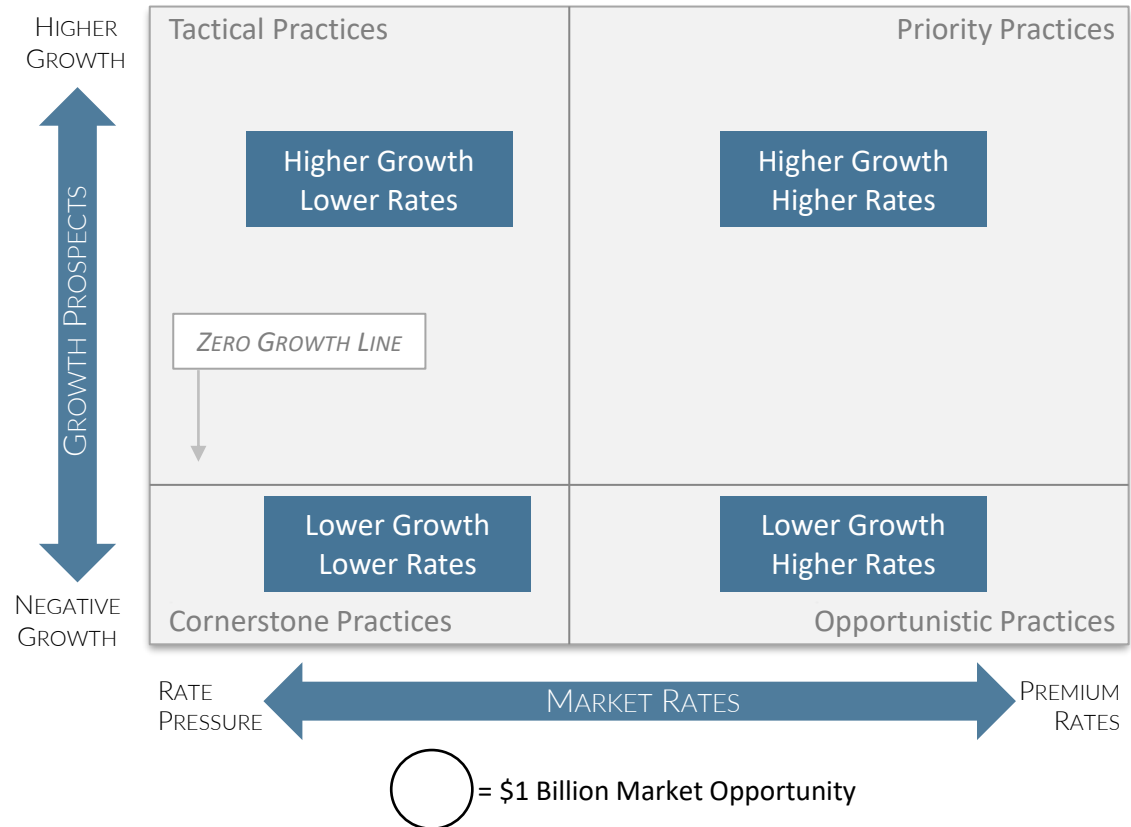 HIGHER
GROWTH
Tactical Practices
Priority Practices
Higher Growth
Lower Rates
Higher Growth
Higher Rates
GROWTH PROSPECTS
ZERO GROWTH LINE
Lower Growth
Lower Rates
Lower Growth
Higher Rates
NEGATIVE
GROWTH
Cornerstone Practices
Opportunistic Practices
RATE
PRESSURE
MARKET RATES
PREMIUM
RATES
= $1 Billion Market Opportunity